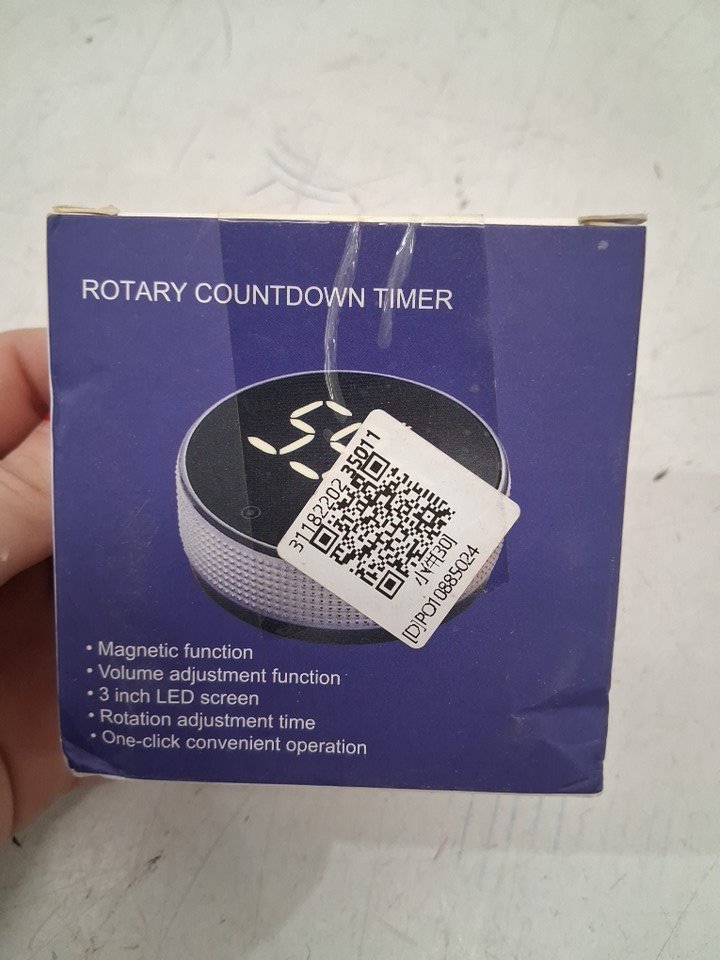 ROTARY COUNTDOWN TIMER
31182202 35011
[30]
[D]PO10885024
• Magnetic function
• Volume adjustment function
• 3 inch LED screen
• Rotation adjustment time
• One-click convenient operation